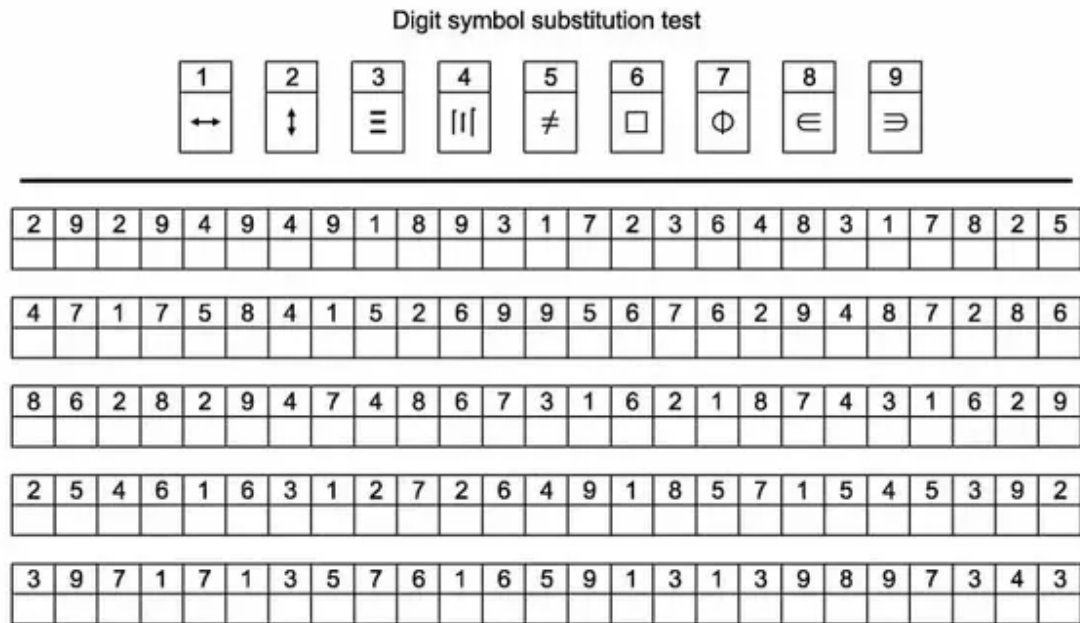 Digit symbol substitution test
1 2 3 4 5 6 7 8 9
↔ ↕ ☰ ⌈ı⌈ ≠ □ Φ ∈ ∋
2 9 2 9 4 9 4 9 1 8 9 3 1 7 2 3 6 4 8 3 1 7 8 2 5
4 7 1 7 5 8 4 1 5 2 6 9 9 5 6 7 6 2 9 4 8 7 2 8 6
8 6 2 8 2 9 4 7 4 8 6 7 3 1 6 2 1 8 7 4 3 1 6 2 9
2 5 4 6 1 6 3 1 2 7 2 6 4 9 1 8 5 7 1 5 4 5 3 9 2
3 9 7 1 7 1 3 5 7 6 1 6 5 9 1 3 1 3 9 8 9 7 3 4 3